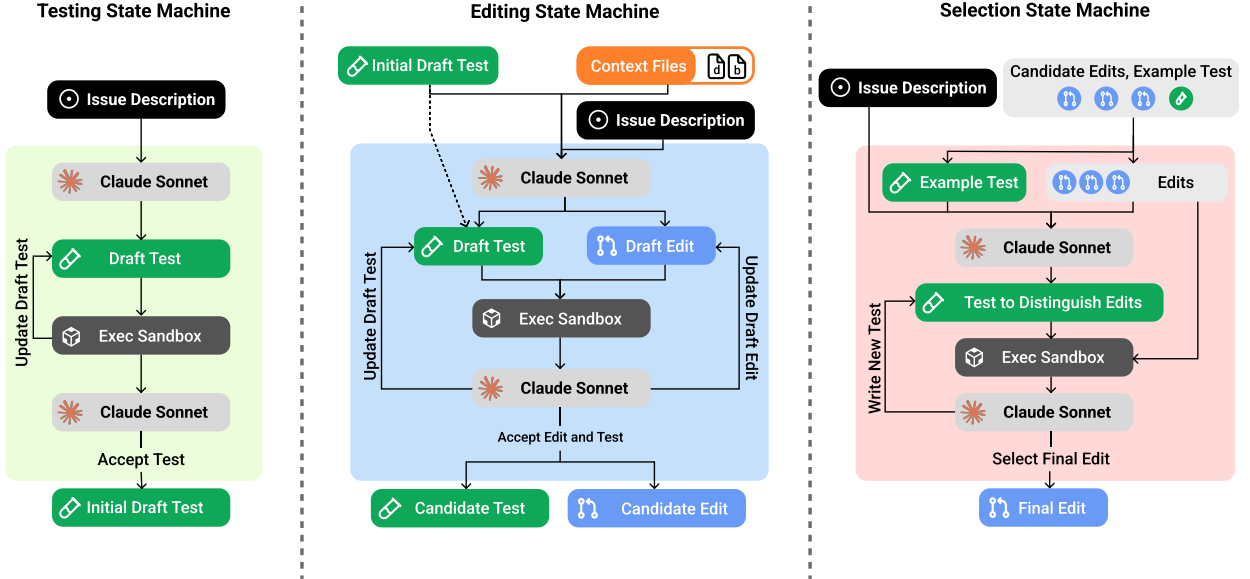 Testing State Machine
Issue Description
Claude Sonnet
Draft Test
Update Draft Test
Exec Sandbox
Claude Sonnet
Accept Test
Initial Draft Test
Editing State Machine
Initial Draft Test
Context Files
d
b
Issue Description
Claude Sonnet
Draft Test
Draft Edit
Update Draft Test
Update Draft Edit
Exec Sandbox
Claude Sonnet
Accept Edit and Test
Candidate Test
Candidate Edit
Selection State Machine
Issue Description
Candidate Edits, Example Test
Example Test
Edits
Claude Sonnet
Test to Distinguish Edits
Write New Test
Exec Sandbox
Claude Sonnet
Select Final Edit
Final Edit